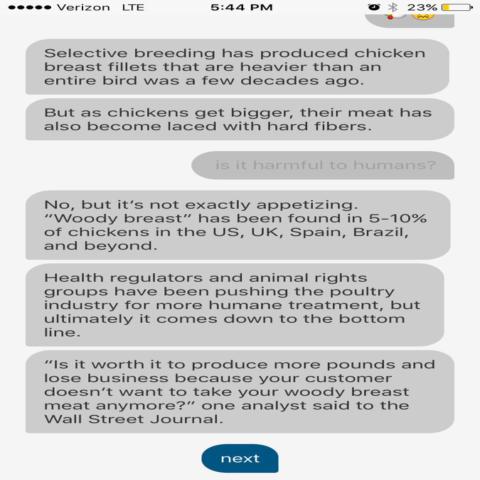 Verizon LTE 5:44 PM 23%
Selective breeding has produced chicken
breast fillets that are heavier than an
entire bird was a few decades ago.
But as chickens get bigger, their meat has
also become laced with hard fibers.
is it harmful to humans?
No, but it's not exactly appetizing.
“Woody breast” has been found in 5-10%
of chickens in the US, UK, Spain, Brazil,
and beyond.
Health regulators and animal rights
groups have been pushing the poultry
industry for more humane treatment, but
ultimately it comes down to the bottom
line.
“Is it worth it to produce more pounds and
lose business because your customer
doesn't want to take your woody breast
meat anymore?” one analyst said to the
Wall Street Journal.
next